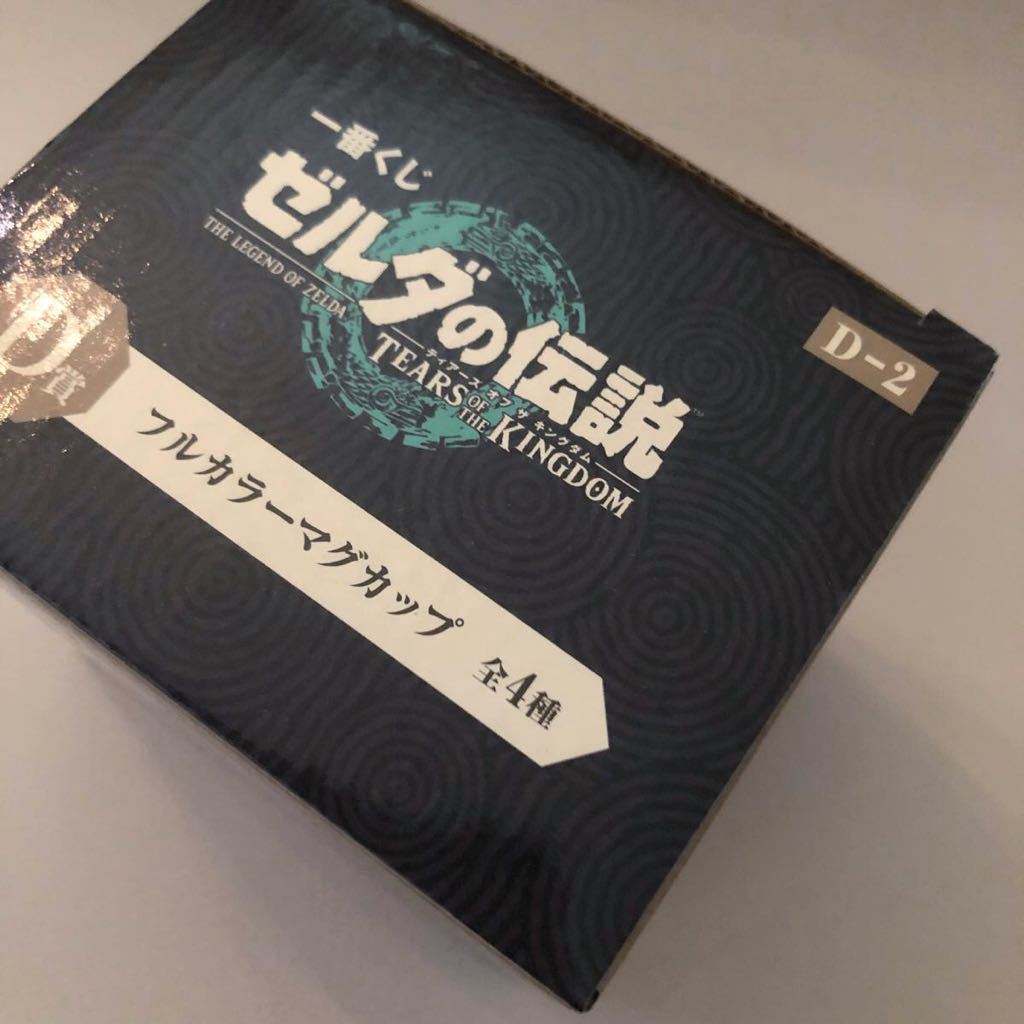 一番くじ
ゼルダの伝説
THE LEGEND OF ZELDA
ティアーズ オブ ザ キングダム
TEARS OF THE KINGDOM
TM
D-2
D賞
フルカラーマグカップ 全4種